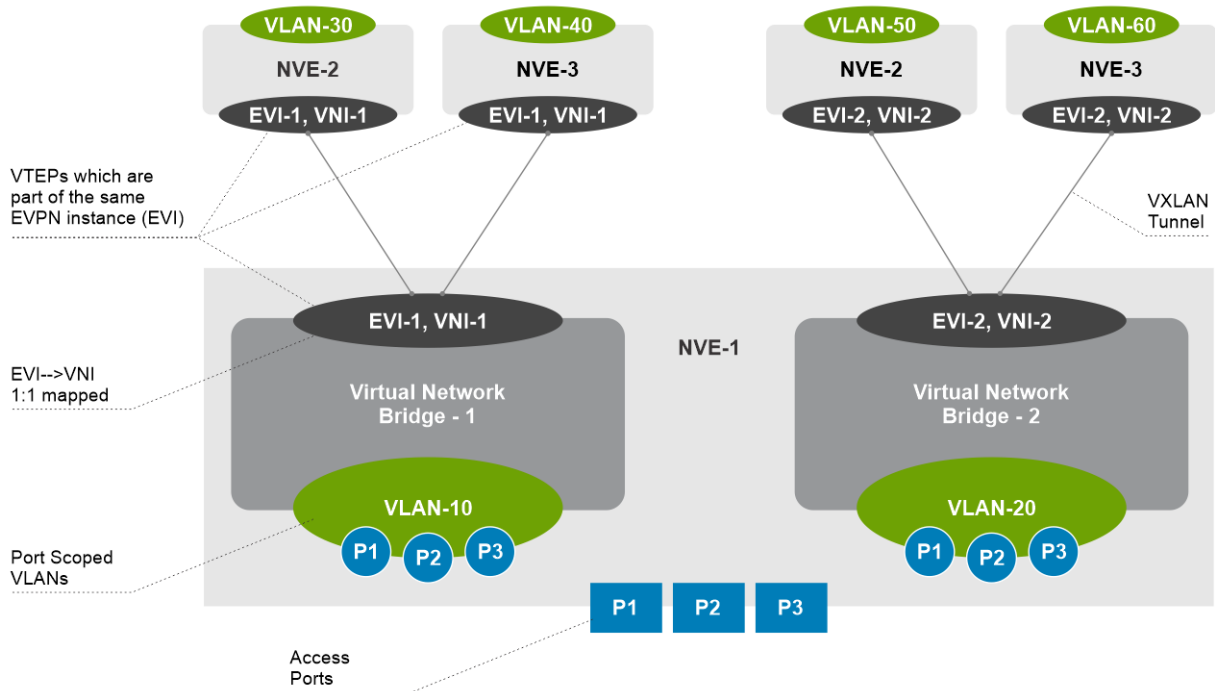 VLAN-30
VLAN-40
VLAN-50
VLAN-60
NVE-2
NVE-3
NVE-2
NVE-3
EVI-1, VNI-1
EVI-1, VNI-1
EVI-2, VNI-2
EVI-2, VNI-2
VTEPs which are
part of the same
EVPN instance (EVI)
VXLAN
Tunnel
EVI-1, VNI-1
NVE-1
EVI-2, VNI-2
EVI-->VNI
1:1 mapped
Virtual Network
Bridge - 1
Virtual Network
Bridge - 2
VLAN-10
VLAN-20
Port Scoped
VLANs
P1
P2
P3
P1
P2
P3
P1
P2
P3
Access
Ports